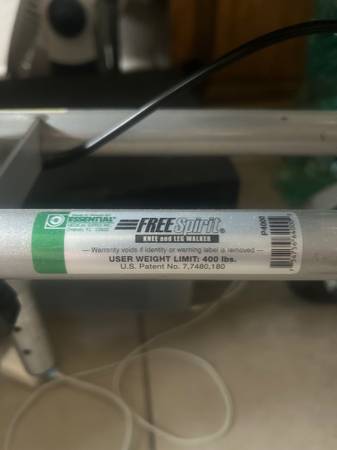 ESSENTIAL
FREE Spirit®
KNEE and LEG WALKER
Warranty voids if identity or warning label is removed
USER WEIGHT LIMIT: 400 lbs.
U.S. Patent No. 7,7480,180
P4000